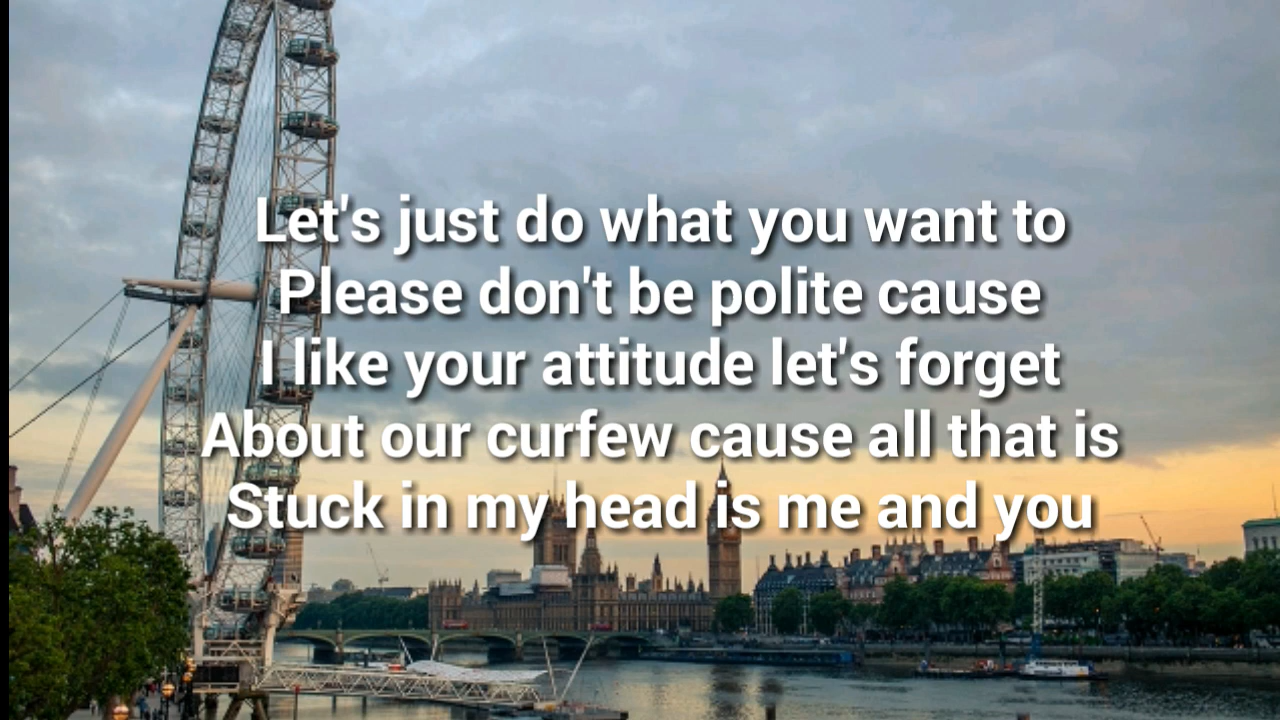 Let's just do what you want to
Please don't be polite cause
I like your attitude let's forget
About our curfew cause all that is
Stuck in my head is me and you